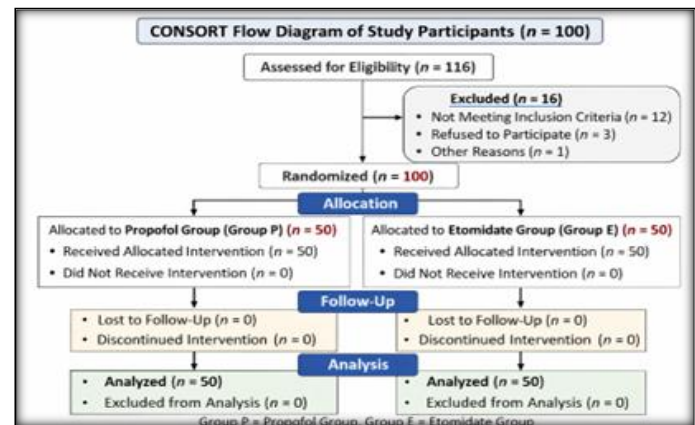 CONSORT Flow Diagram of Study Participants (n = 100)
Assessed for Eligibility (n = 116)
Excluded (n = 16)
• Not Meeting Inclusion Criteria (n = 12)
• Refused to Participate (n = 3)
• Other Reasons (n = 1)
Randomized (n = 100)
Allocation
Allocated to Propofol Group (Group P) (n = 50)
• Received Allocated Intervention (n = 50)
• Did Not Receive Intervention (n = 0)
Allocated to Etomidate Group (Group E) (n = 50)
• Received Allocated Intervention (n = 50)
• Did Not Receive Intervention (n = 0)
Follow-Up
• Lost to Follow-Up (n = 0)
• Discontinued Intervention (n = 0)
• Lost to Follow-Up (n = 0)
• Discontinued Intervention (n = 0)
Analysis
• Analyzed (n = 50)
• Excluded from Analysis (n = 0)
• Analyzed (n = 50)
• Excluded from Analysis (n = 0)
Group P = Propofol Group, Group E = Etomidate Group